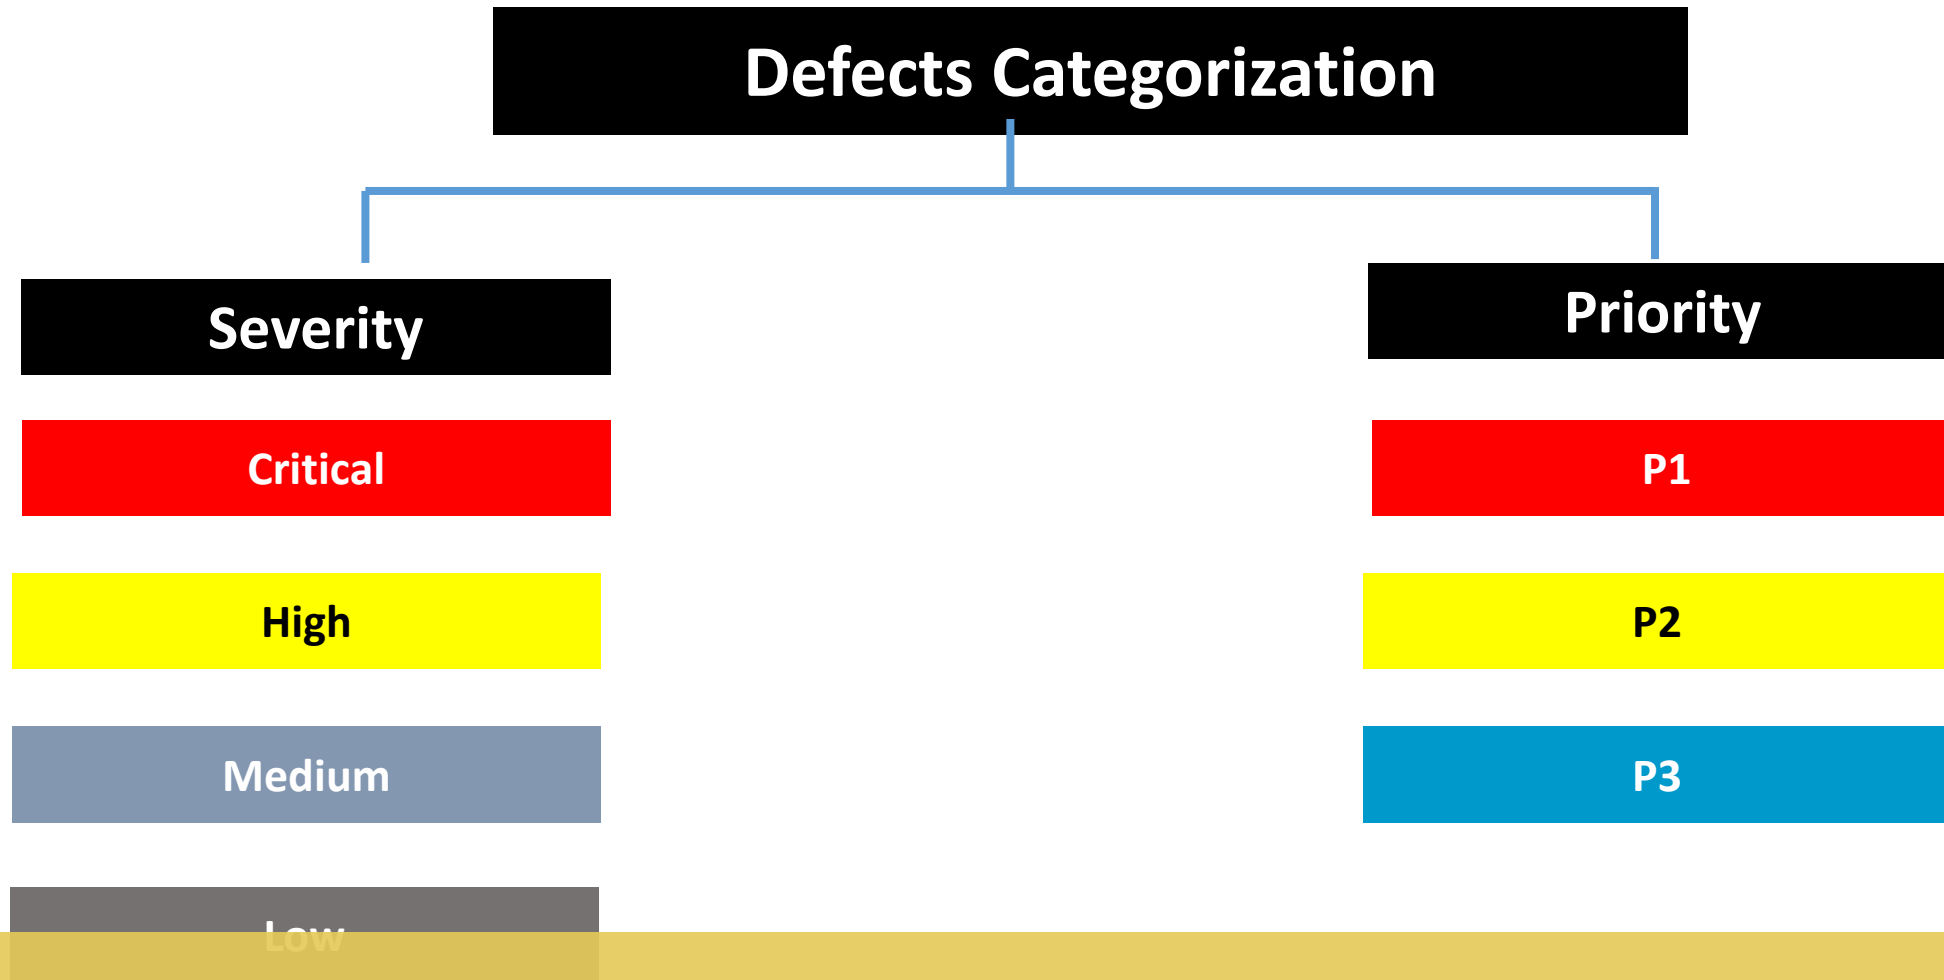 Defects Categorization
Severity
Priority
Critical
P1
High
P2
Medium
P3
Low